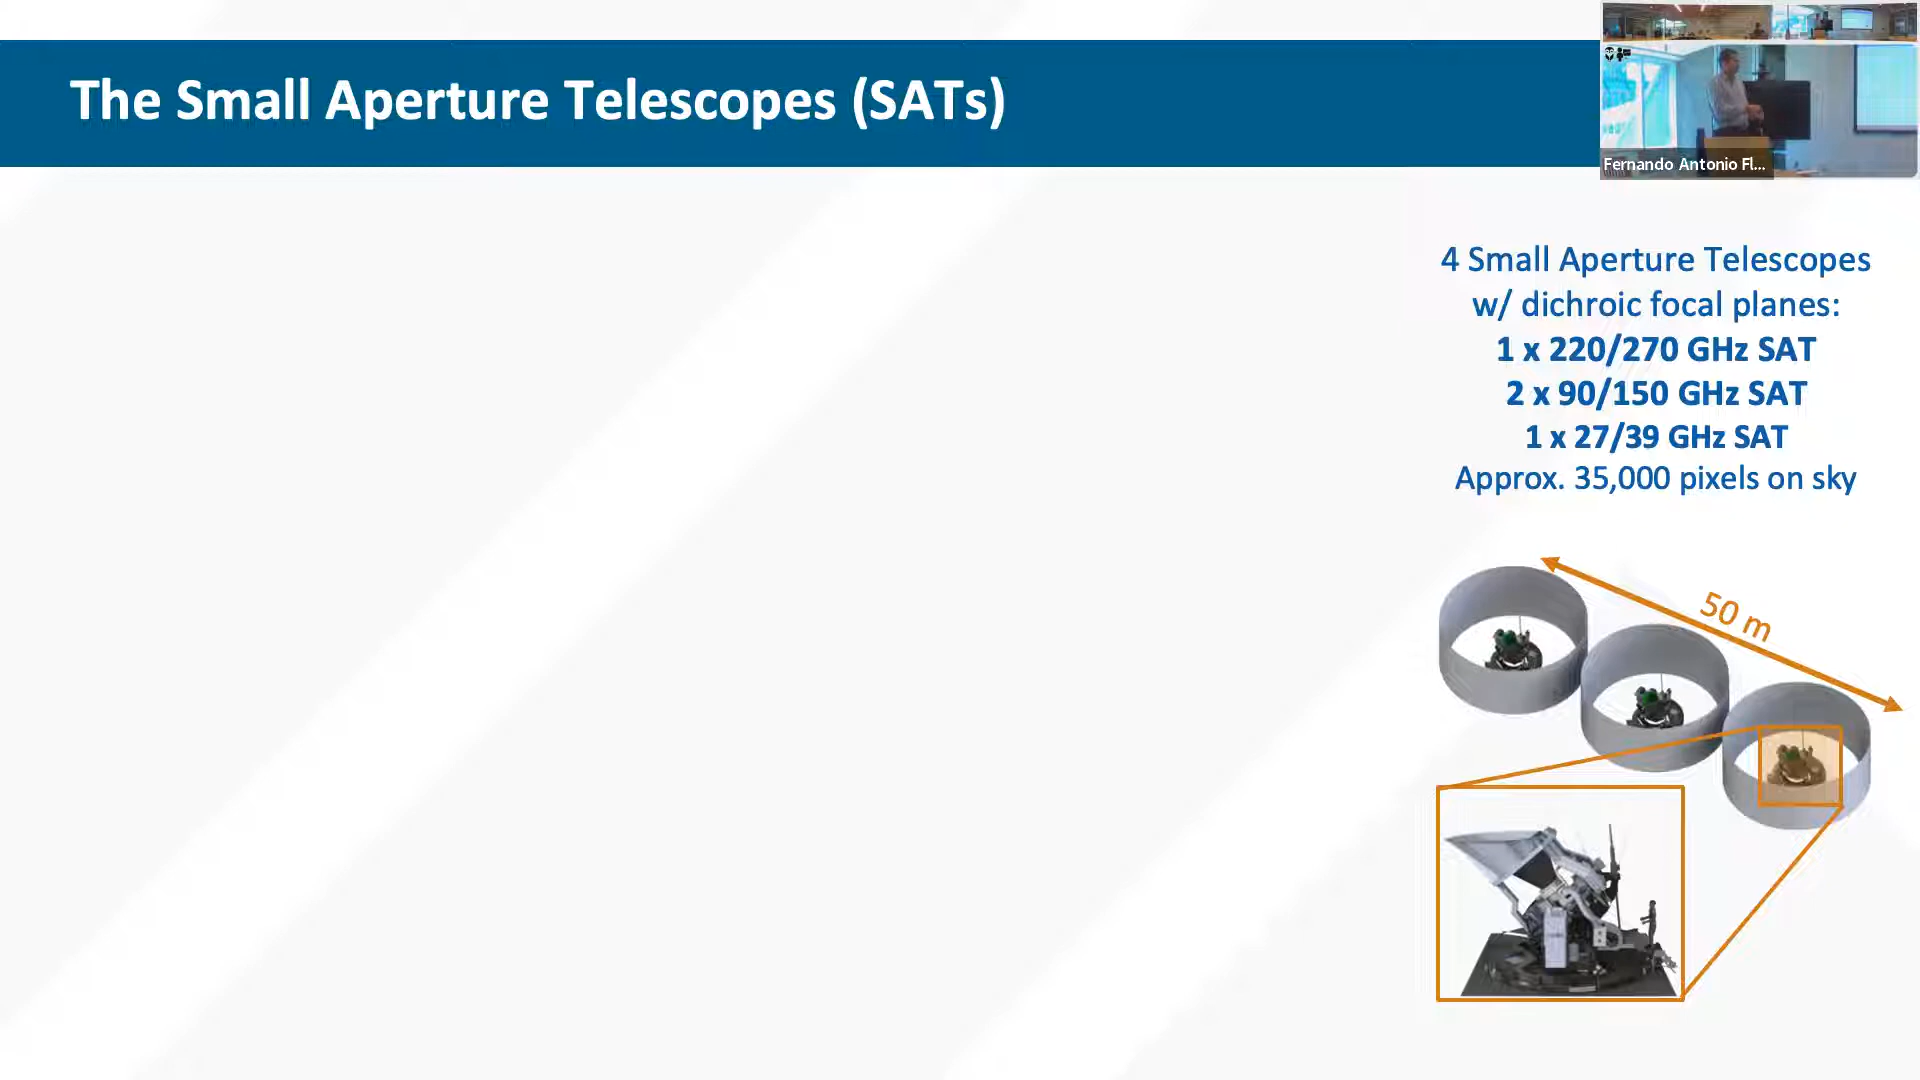 The Small Aperture Telescopes (SATs)
Fernando Antonio Fl...
4 Small Aperture Telescopes
w/ dichroic focal planes:
1 x 220/270 GHz SAT
2 x 90/150 GHz SAT
1 x 27/39 GHz SAT
Approx. 35,000 pixels on sky
50 m